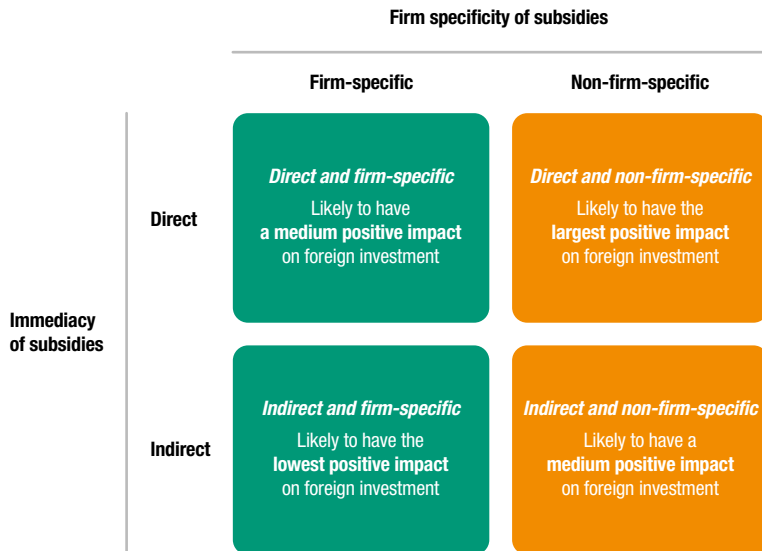 Firm specificity of subsidies
Firm-specific
Non-firm-specific
Immediacy
of subsidies
Direct
Direct and firm-specific
Likely to have
a medium positive impact
on foreign investment
Direct and non-firm-specific
Likely to have the
largest positive impact
on foreign investment
Indirect
Indirect and firm-specific
Likely to have the
lowest positive impact
on foreign investment
Indirect and non-firm-specific
Likely to have a
medium positive impact
on foreign investment